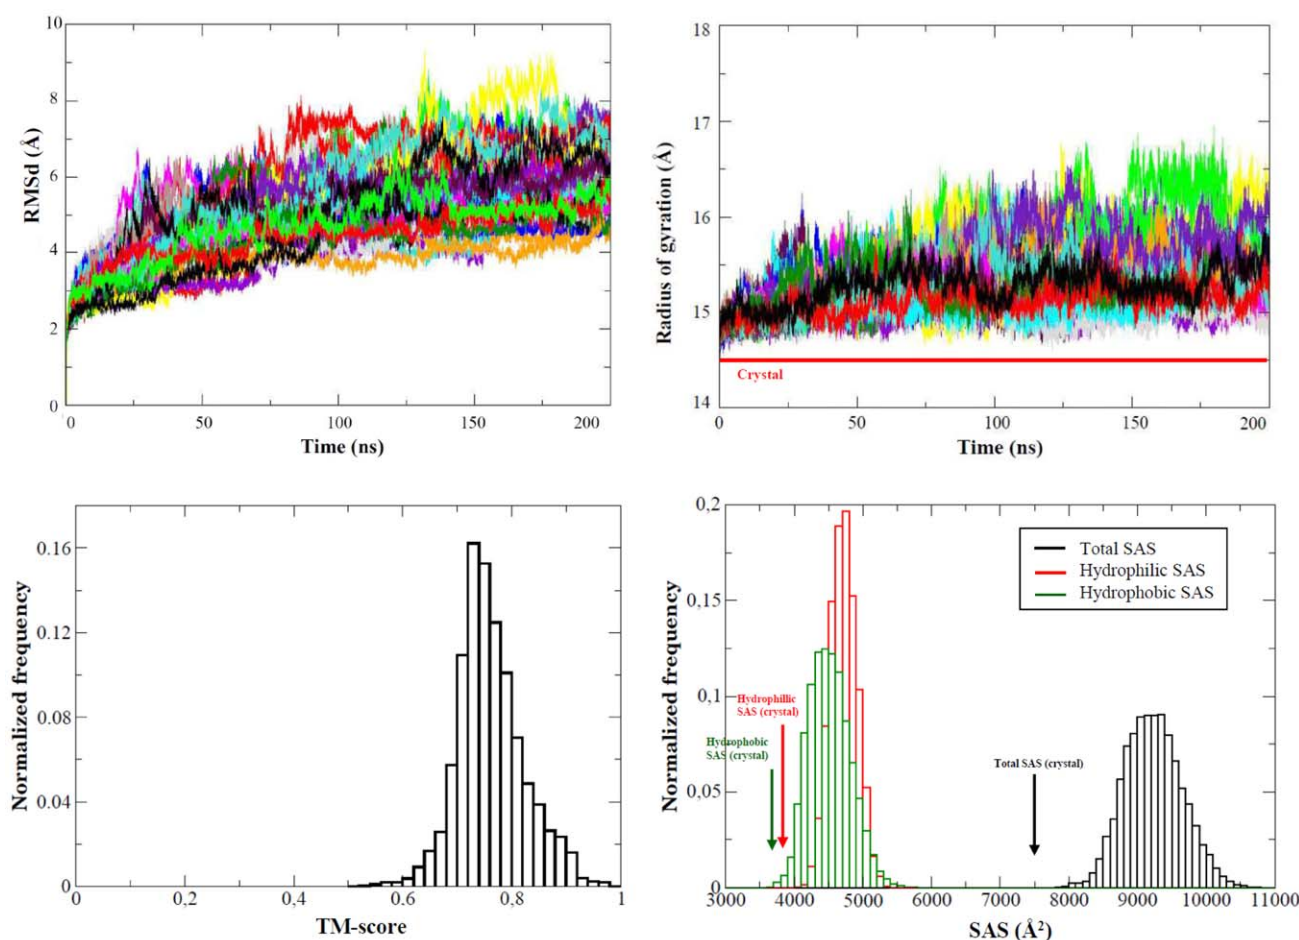 10
8
6
4
2
0
RMSd (Å)
0
50
100
150
200
Time (ns)
18
17
16
15
14
Radius of gyration (Å)
Crystal
0
50
100
150
200
Time (ns)
0.16
0.12
0.08
0.04
0
Normalized frequency
0
0,2
0,4
0,6
0,8
1
TM-score
0,2
0,15
0,1
0,05
0
Normalized frequency
Total SAS
Hydrophilic SAS
Hydrophobic SAS
Hydrophillic
SAS (crystal)
Hydrophobic
SAS (crystal)
Total SAS (crystal)
3000
4000
5000
6000
7000
8000
9000
10000
11000
SAS (Å²)